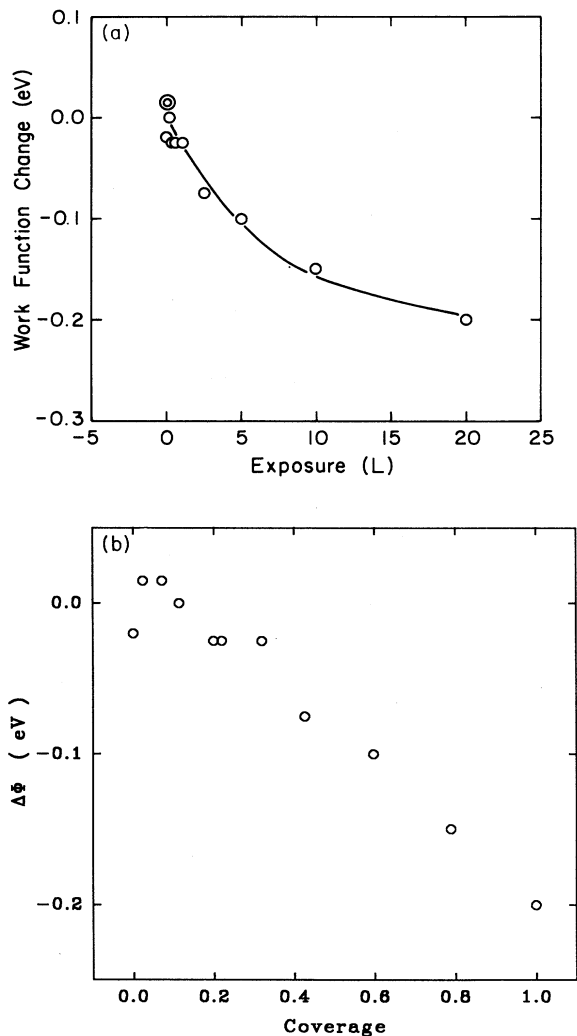 (a)
0.1
0.0
-0.1
-0.2
-0.3
Work Function Change (eV)
-5 0 5 10 15 20 25
Exposure (L)
(b)
0.0
-0.1
-0.2
ΔΦ ( eV )
0.0 0.2 0.4 0.6 0.8 1.0
Coverage